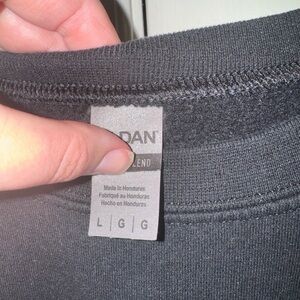 DAN
LEND
Made in Honduras
Fabriqué au Honduras
Hecho en Honduras
L | G | G